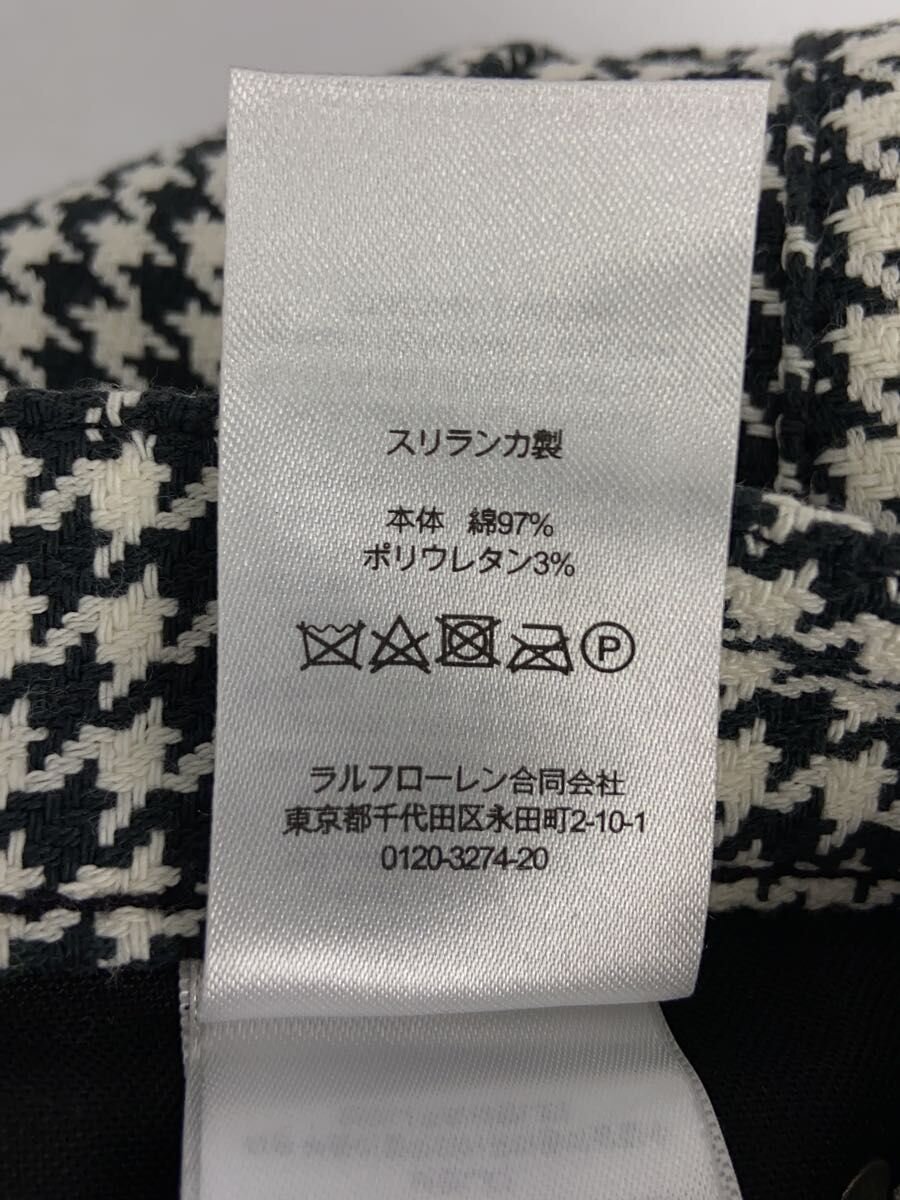 スリランカ製
本体 綿97%
ポリウレタン3%
P
ラルフローレン合同会社
東京都千代田区永田町2-10-1
0120-3274-20